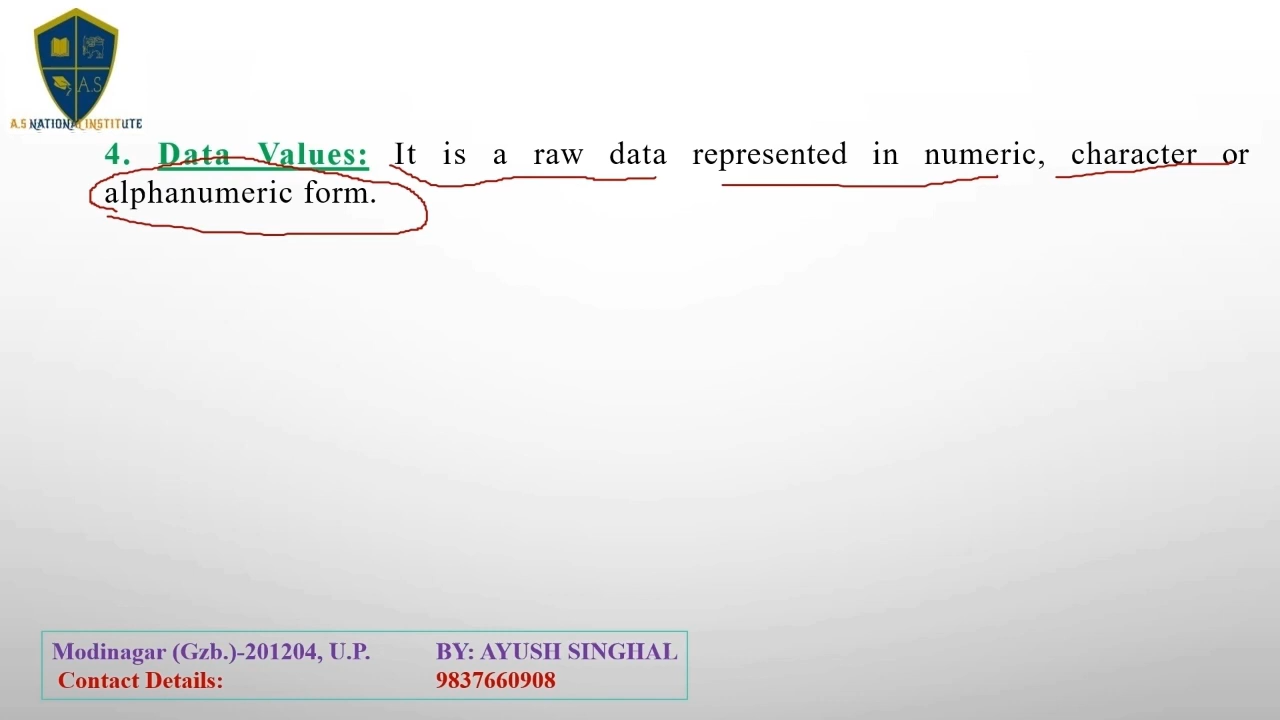 A.S
A.S NATIONAL INSTITUTE
4. Data Values: It is a raw data represented in numeric, character or
alphanumeric form.
Modinagar (Gzb.)-201204, U.P. BY: AYUSH SINGHAL
Contact Details: 9837660908